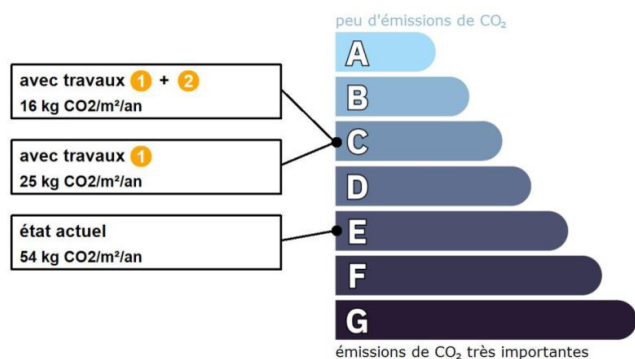 peu d'émissions de CO₂
A
avec travaux 1 + 2
16 kg CO2/m²/an
B
C
avec travaux 1
25 kg CO2/m²/an
D
état actuel
54 kg CO2/m²/an
E
F
G
émissions de CO₂ très importantes